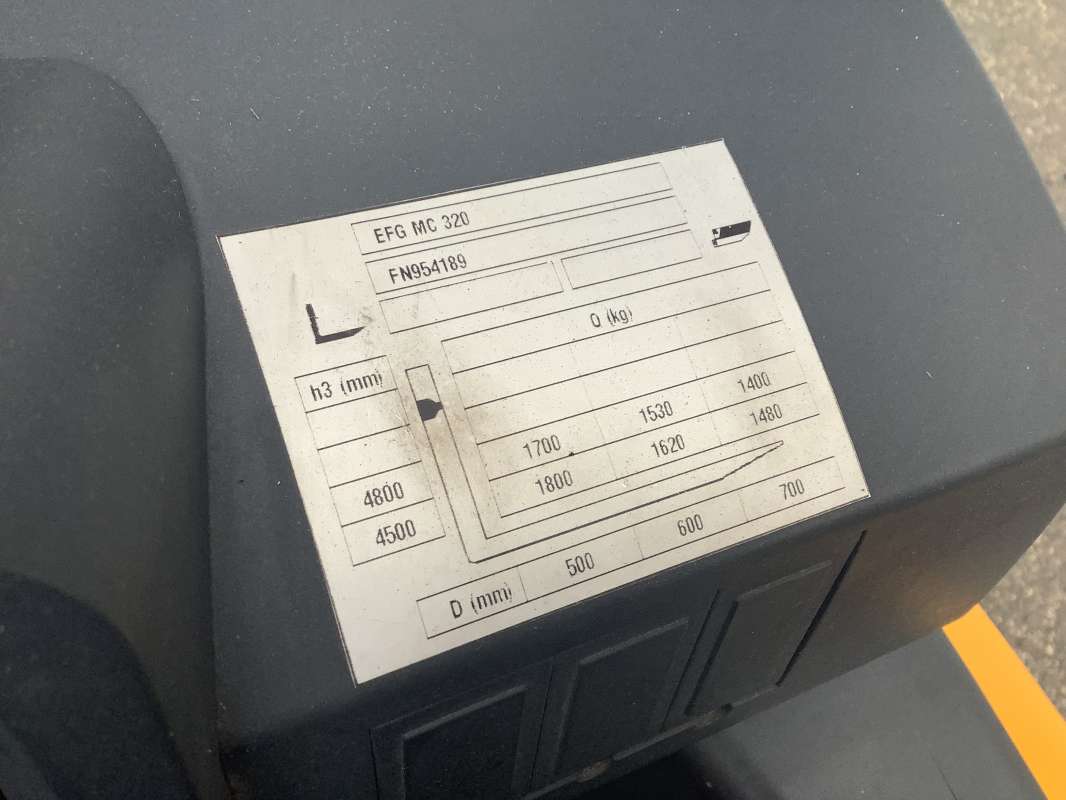 EFG MC 320
FN954189
Q (kg)
h3 (mm)
4800 1700 1530 1400
4500 1800 1620 1480
D (mm) 500 600 700